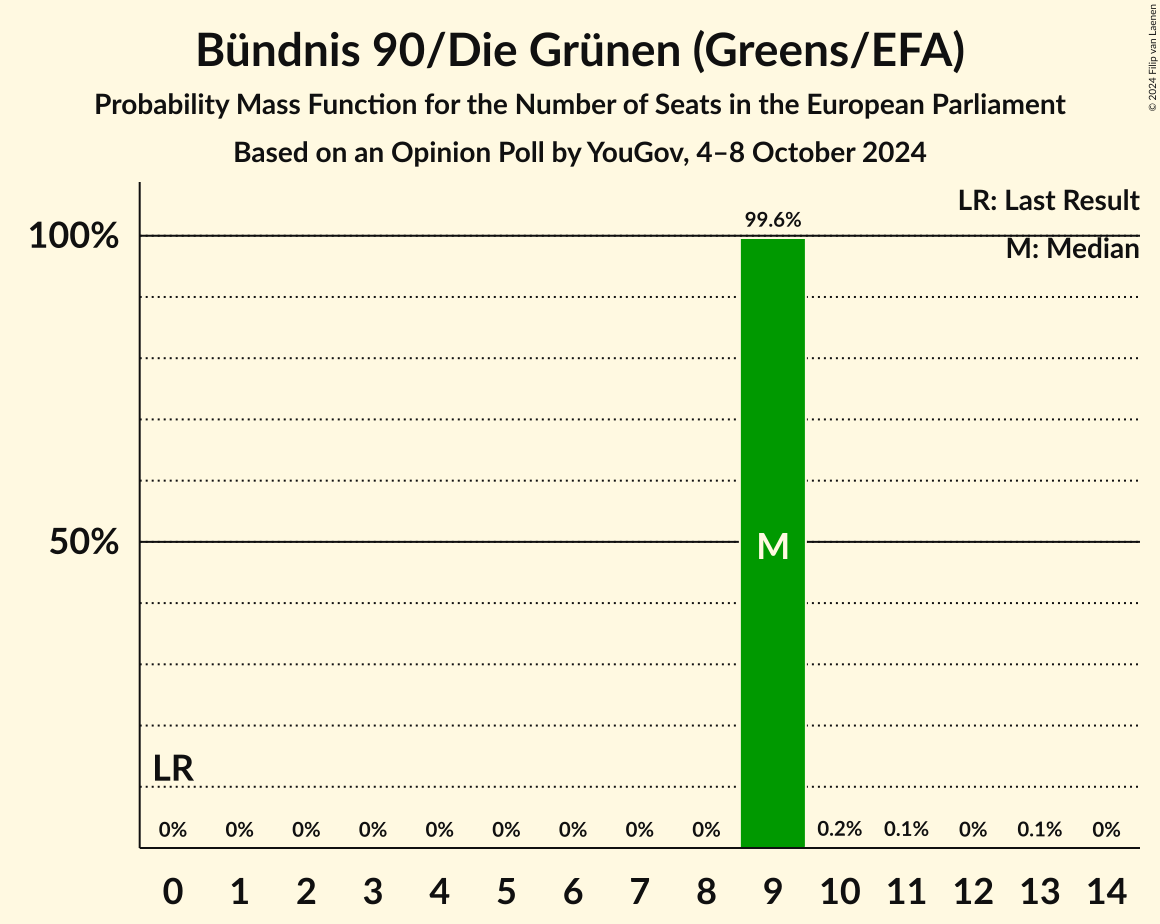 Bündnis 90/Die Grünen (Greens/EFA)
Probability Mass Function for the Number of Seats in the European Parliament
Based on an Opinion Poll by YouGov, 4–8 October 2024
© 2024 Filip van Laenen
LR: Last Result
M: Median
100%
50%
99.6%
M
LR
0% 0% 0% 0% 0% 0% 0% 0% 0% 0.2% 0.1% 0% 0.1% 0%
0 1 2 3 4 5 6 7 8 9 10 11 12 13 14